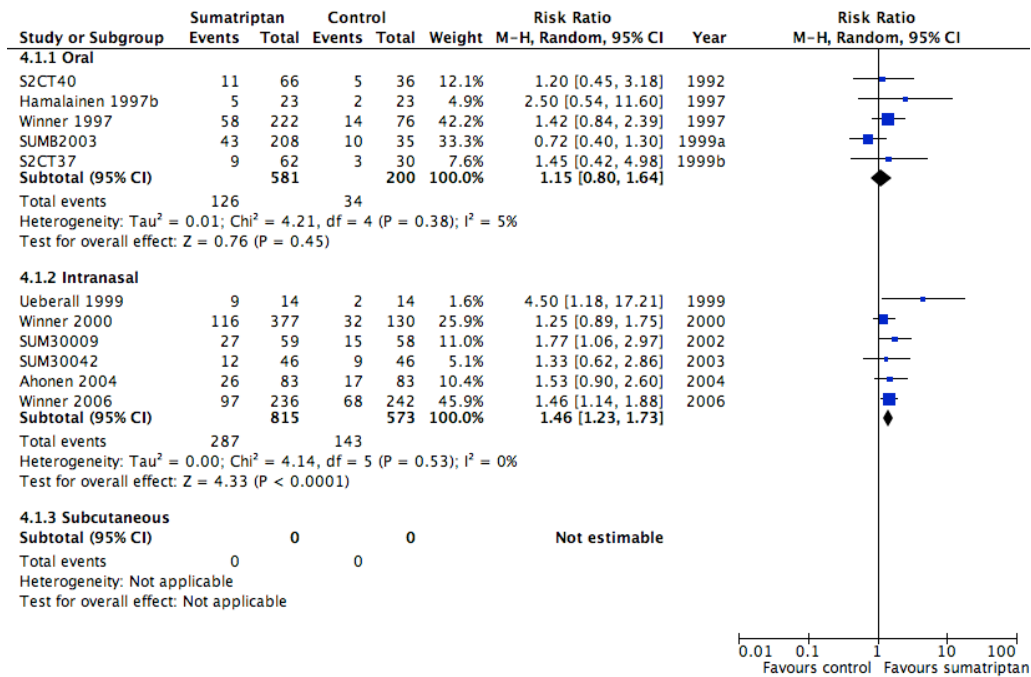 Sumatriptan Control Risk Ratio Risk Ratio
Study or Subgroup Events Total Events Total Weight M-H, Random, 95% CI Year M-H, Random, 95% CI
4.1.1 Oral
S2CT40 11 66 5 36 12.1% 1.20 [0.45, 3.18] 1992
Hamalainen 1997b 5 23 2 23 4.9% 2.50 [0.54, 11.60] 1997
Winner 1997 58 222 14 76 42.2% 1.42 [0.84, 2.39] 1997
SUMB2003 43 208 10 35 33.3% 0.72 [0.40, 1.30] 1999a
S2CT37 9 62 3 30 7.6% 1.45 [0.42, 4.98] 1999b
Subtotal (95% CI) 581 200 100.0% 1.15 [0.80, 1.64]
Total events 126 34
Heterogeneity: Tau² = 0.01; Chi² = 4.21, df = 4 (P = 0.38); I² = 5%
Test for overall effect: Z = 0.76 (P = 0.45)
4.1.2 Intranasal
Ueberall 1999 9 14 2 14 1.6% 4.50 [1.18, 17.21] 1999
Winner 2000 116 377 32 130 25.9% 1.25 [0.89, 1.75] 2000
SUM30009 27 59 15 58 11.0% 1.77 [1.06, 2.97] 2002
SUM30042 12 46 9 46 5.1% 1.33 [0.62, 2.86] 2003
Ahonen 2004 26 83 17 83 10.4% 1.53 [0.90, 2.60] 2004
Winner 2006 97 236 68 242 45.9% 1.46 [1.14, 1.88] 2006
Subtotal (95% CI) 815 573 100.0% 1.46 [1.23, 1.73]
Total events 287 143
Heterogeneity: Tau² = 0.00; Chi² = 4.14, df = 5 (P = 0.53); I² = 0%
Test for overall effect: Z = 4.33 (P < 0.0001)
4.1.3 Subcutaneous
Subtotal (95% CI) 0 0 Not estimable
Total events 0 0
Heterogeneity: Not applicable
Test for overall effect: Not applicable
0.01 0.1 1 10 100
Favours control Favours sumatriptan